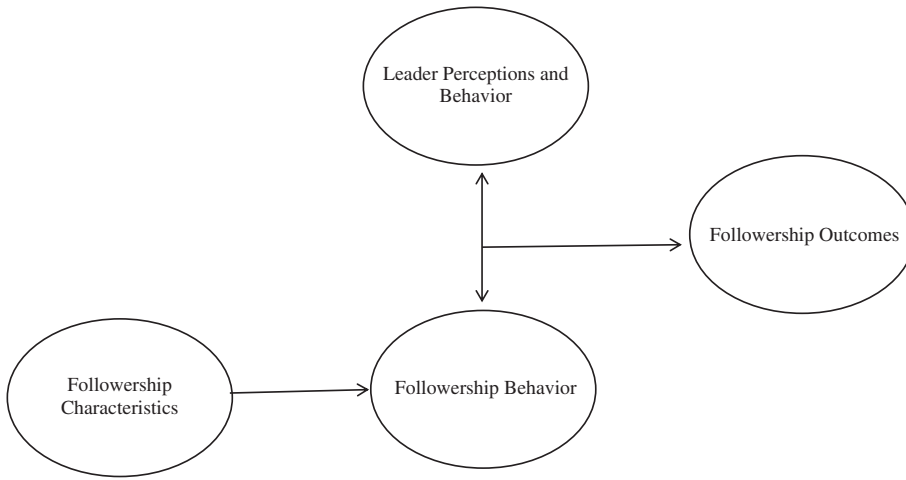 Leader Perceptions and
Behavior
Followership Outcomes
Followership
Characteristics
Followership Behavior